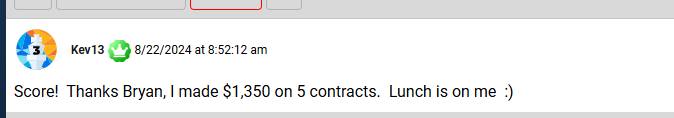 3
Kev13 8/22/2024 at 8:52:12 am
Score! Thanks Bryan, I made $1,350 on 5 contracts. Lunch is on me :)